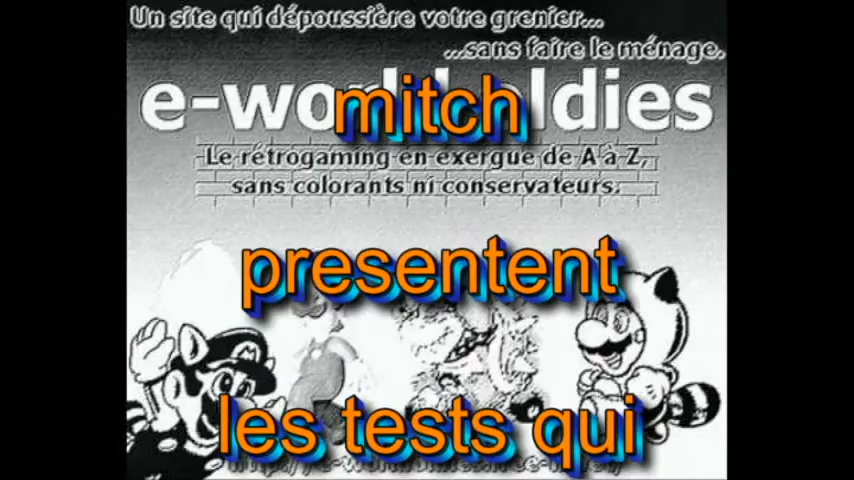 Un site qui dépoussière votre grenier...
...sans faire le ménage.
e-wo ldies
mitch
Le rétrogaming en exergue de A à Z,
sans colorants ni conservateurs.
presentent
les tests qui